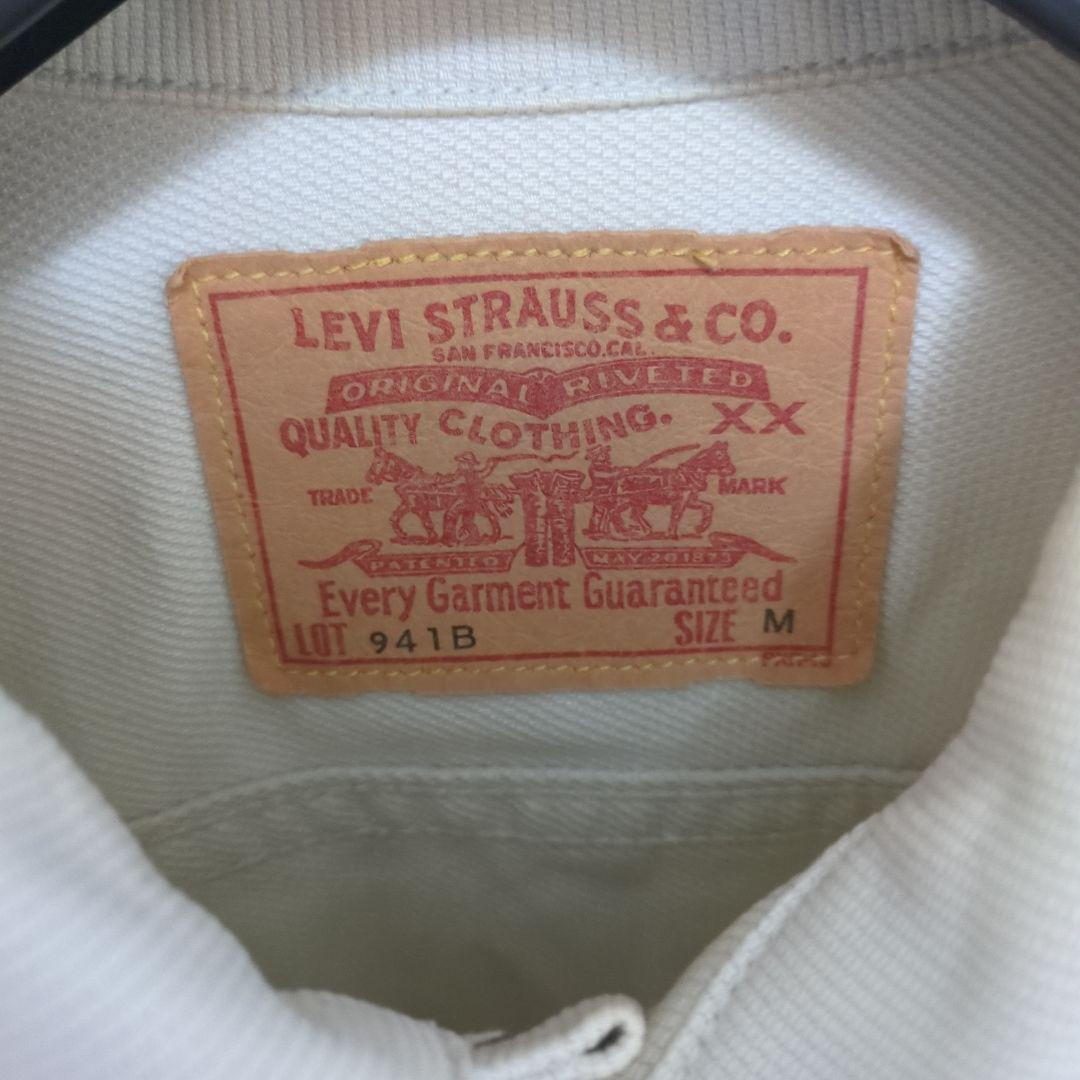 LEVI STRAUSS & CO.
SAN FRANCISCO, CAL.
ORIGINAL RIVETED
QUALITY CLOTHING. XX
TRADE MARK
PATENTED MAY 20 1873
Every Garment Guaranteed
LOT 941B SIZE M